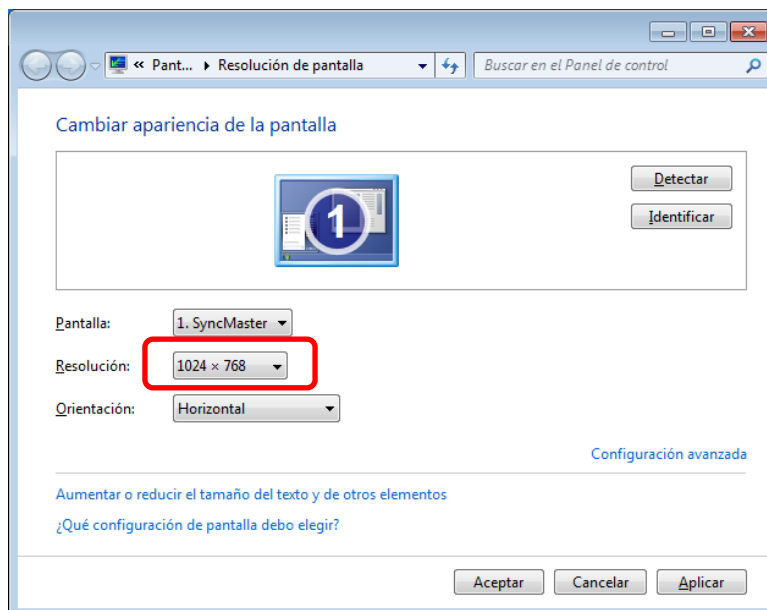 « Pant... ▸ Resolución de pantalla
Buscar en el Panel de control
Cambiar apariencia de la pantalla
1
Detectar
Identificar
Pantalla: 1. SyncMaster
Resolución: 1024 × 768
Orientación: Horizontal
Configuración avanzada
Aumentar o reducir el tamaño del texto y de otros elementos
¿Qué configuración de pantalla debo elegir?
Aceptar Cancelar Aplicar